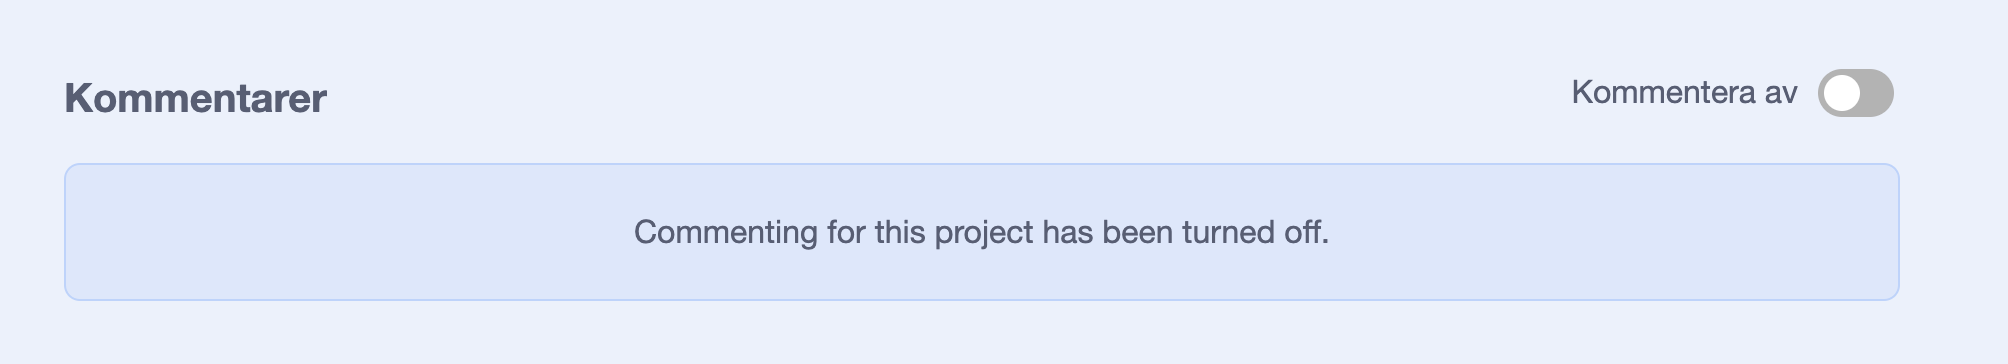 Kommentarer
Kommentera av
Commenting for this project has been turned off.